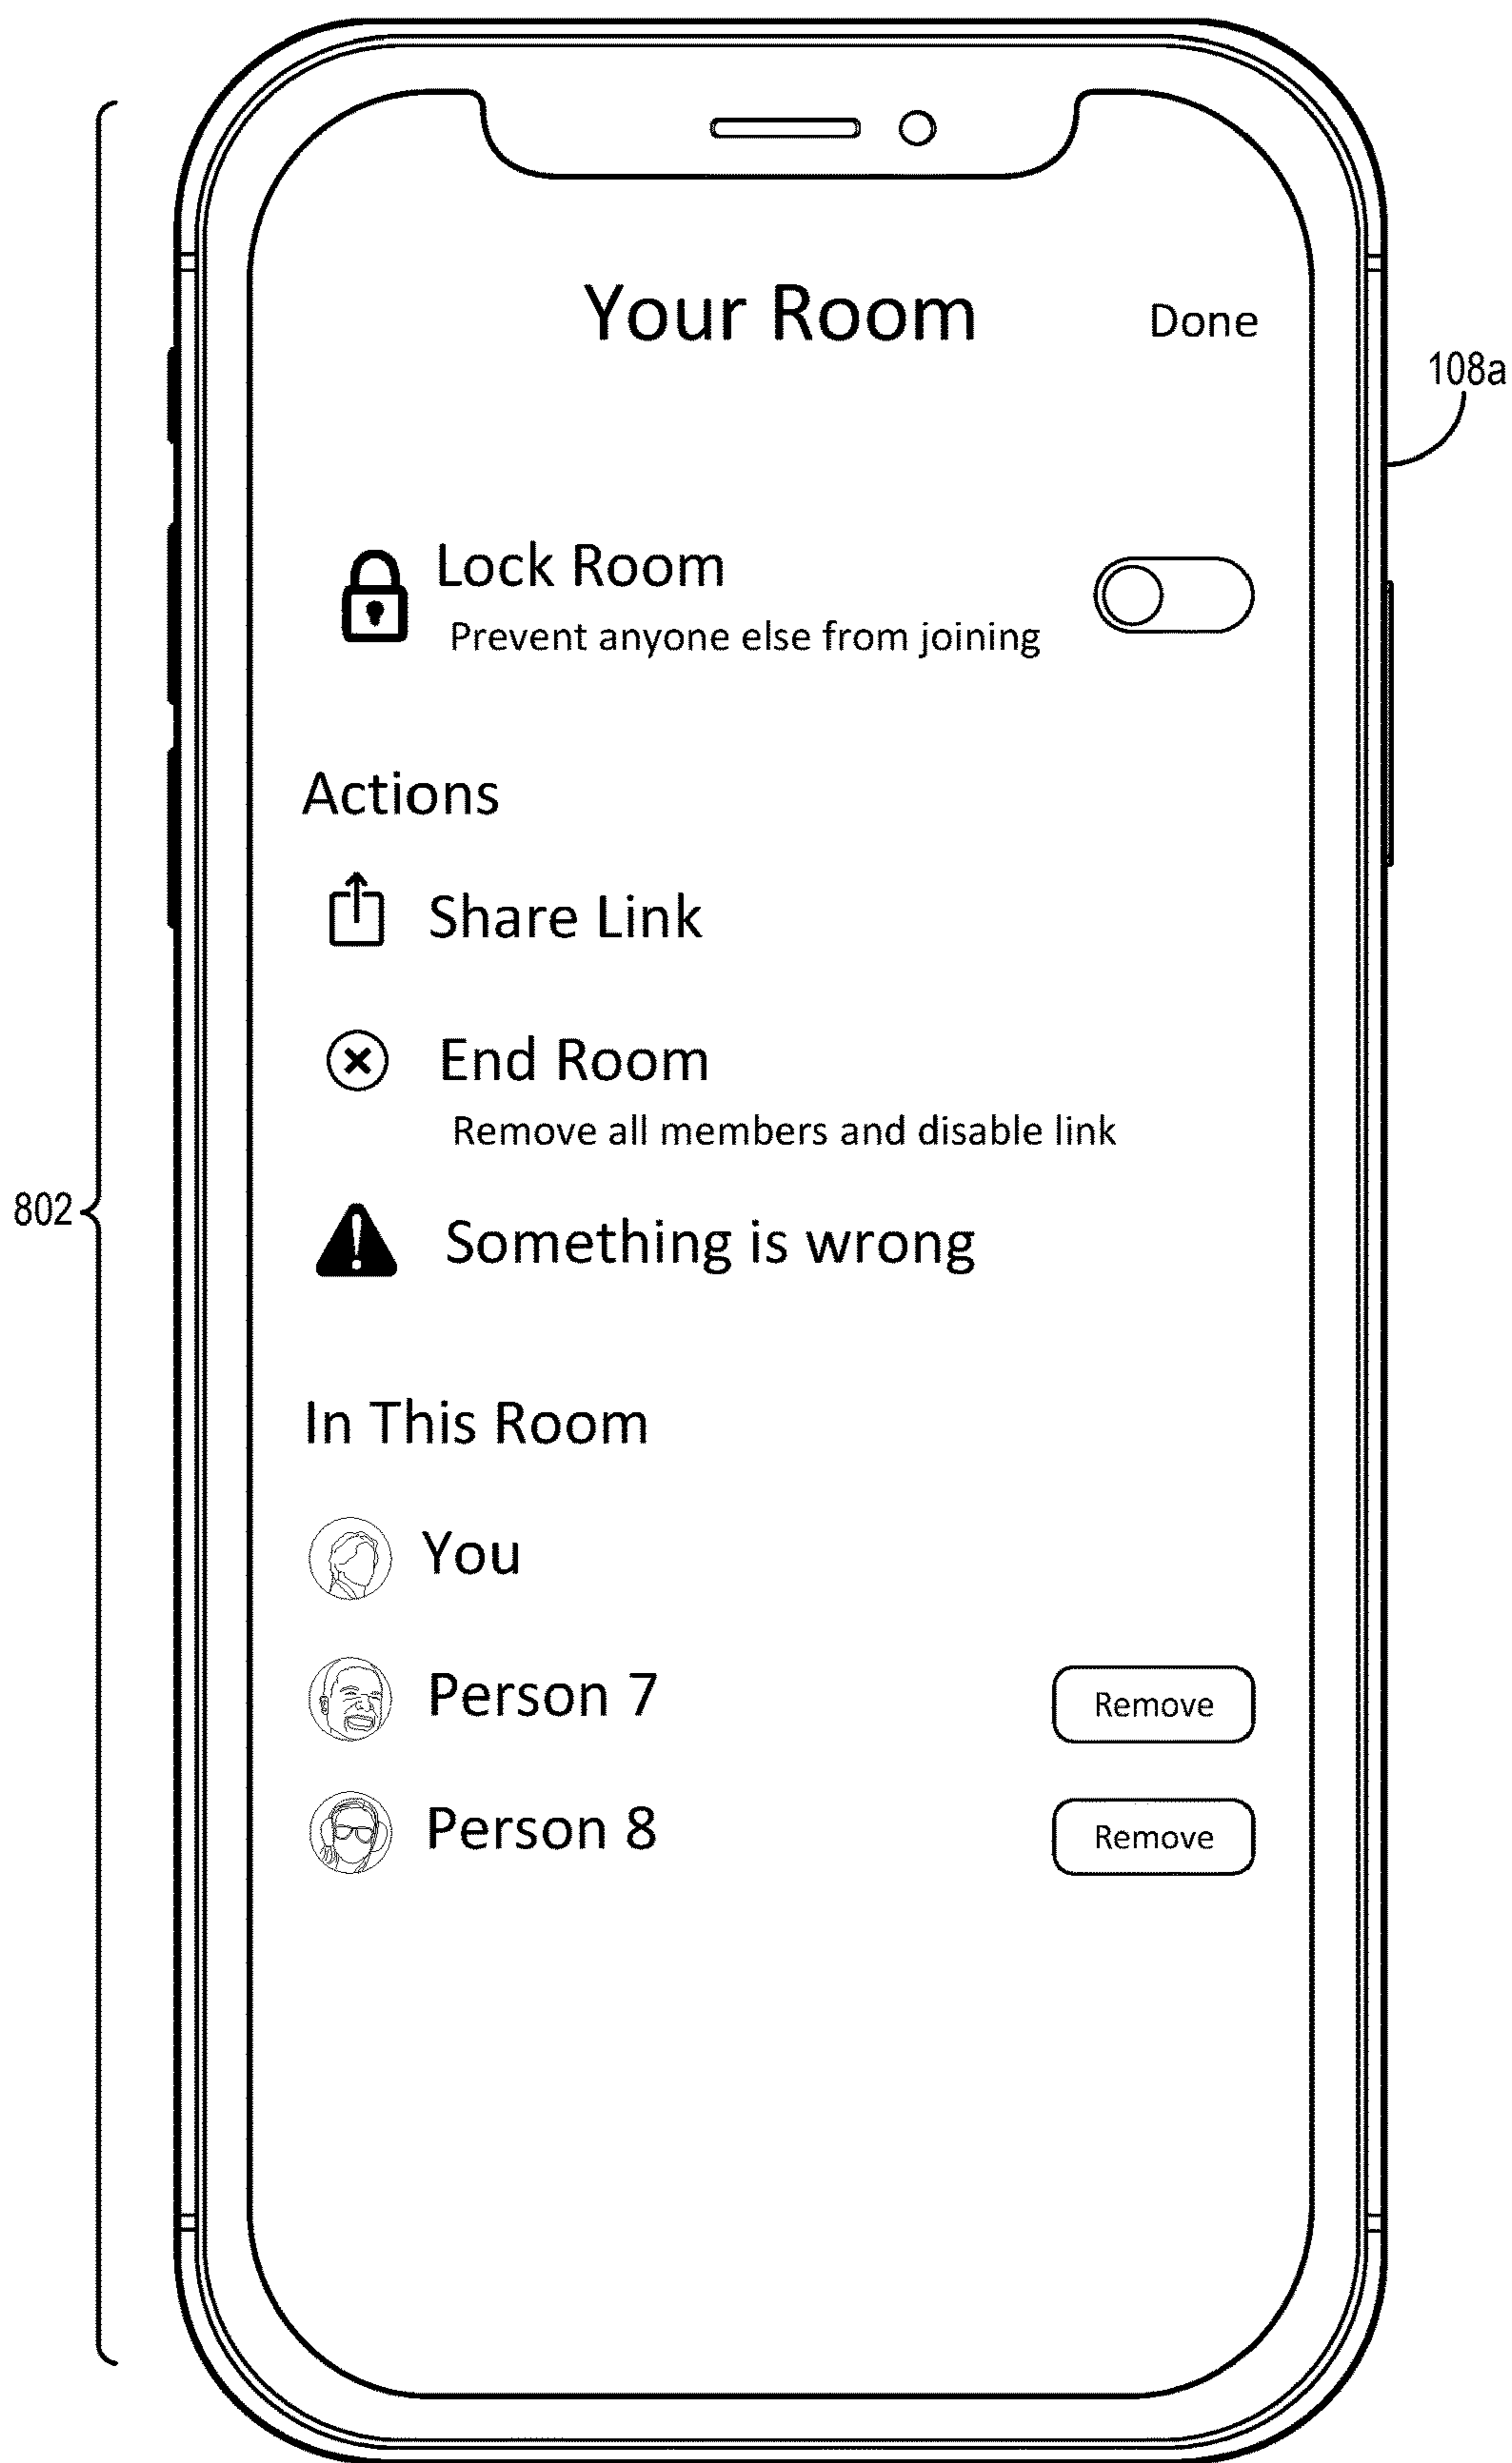 Your Room
Done
108a
Lock Room
Prevent anyone else from joining
Actions
Share Link
End Room
Remove all members and disable link
802
Something is wrong
In This Room
You
Person 7
Remove
Person 8
Remove